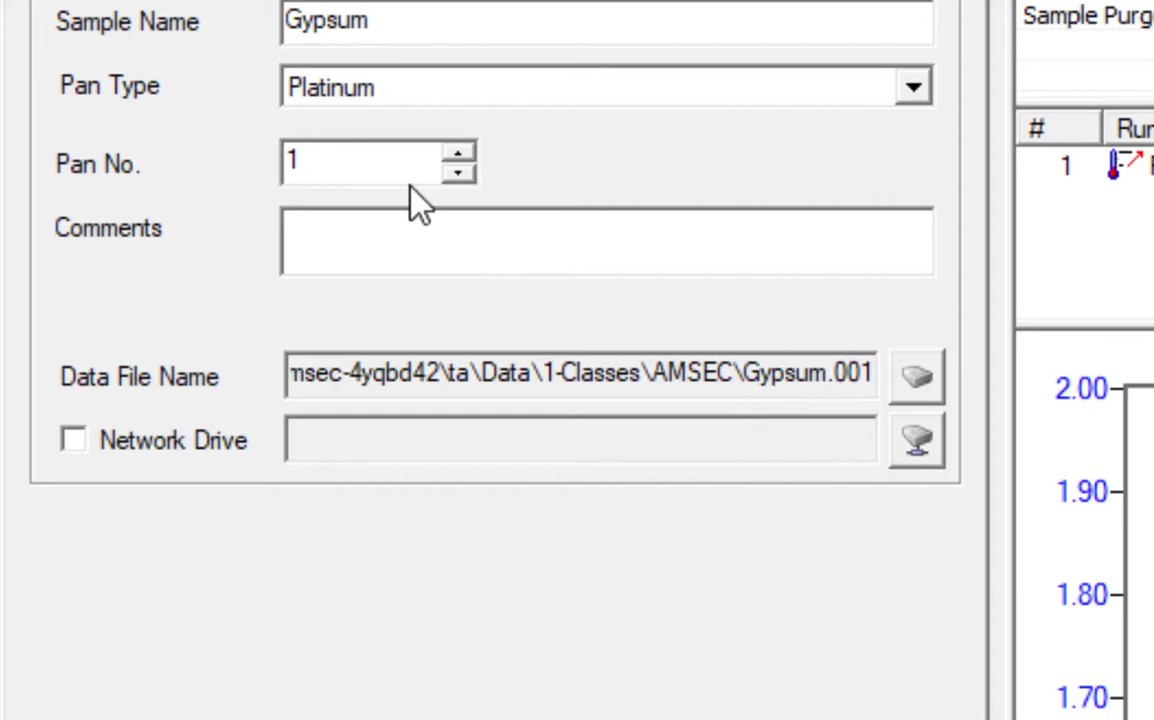 Sample Name Gypsum
Pan Type Platinum
Pan No. 1
Comments
Data File Name msec-4yqbd42\ta\Data\1-Classes\AMSEC\Gypsum.001
Network Drive
Sample Purg
# Run
1
2.00
1.90
1.80
1.70